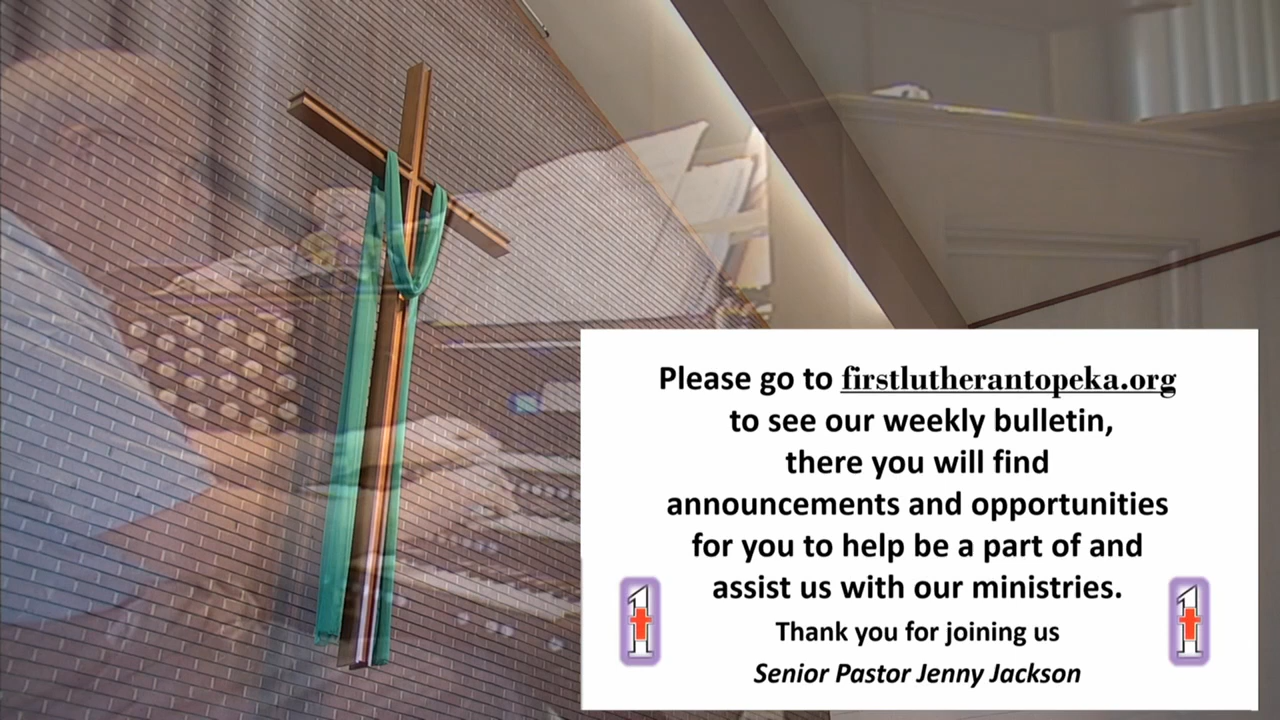 Please go to firstlutherantopeka.org
to see our weekly bulletin,
there you will find
announcements and opportunities
for you to help be a part of and
assist us with our ministries.
Thank you for joining us
Senior Pastor Jenny Jackson